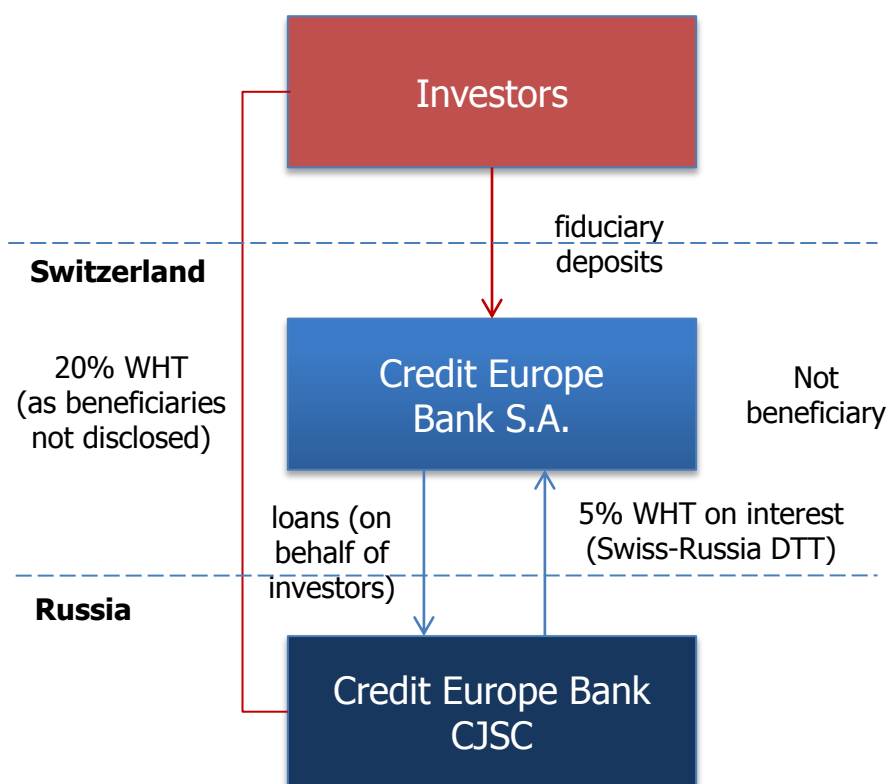 Investors
fiduciary
deposits
Switzerland
20% WHT
(as beneficiaries
not disclosed)
Credit Europe
Bank S.A.
Not
beneficiary
loans (on
behalf of
investors)
5% WHT on interest
(Swiss-Russia DTT)
Russia
Credit Europe Bank
CJSC